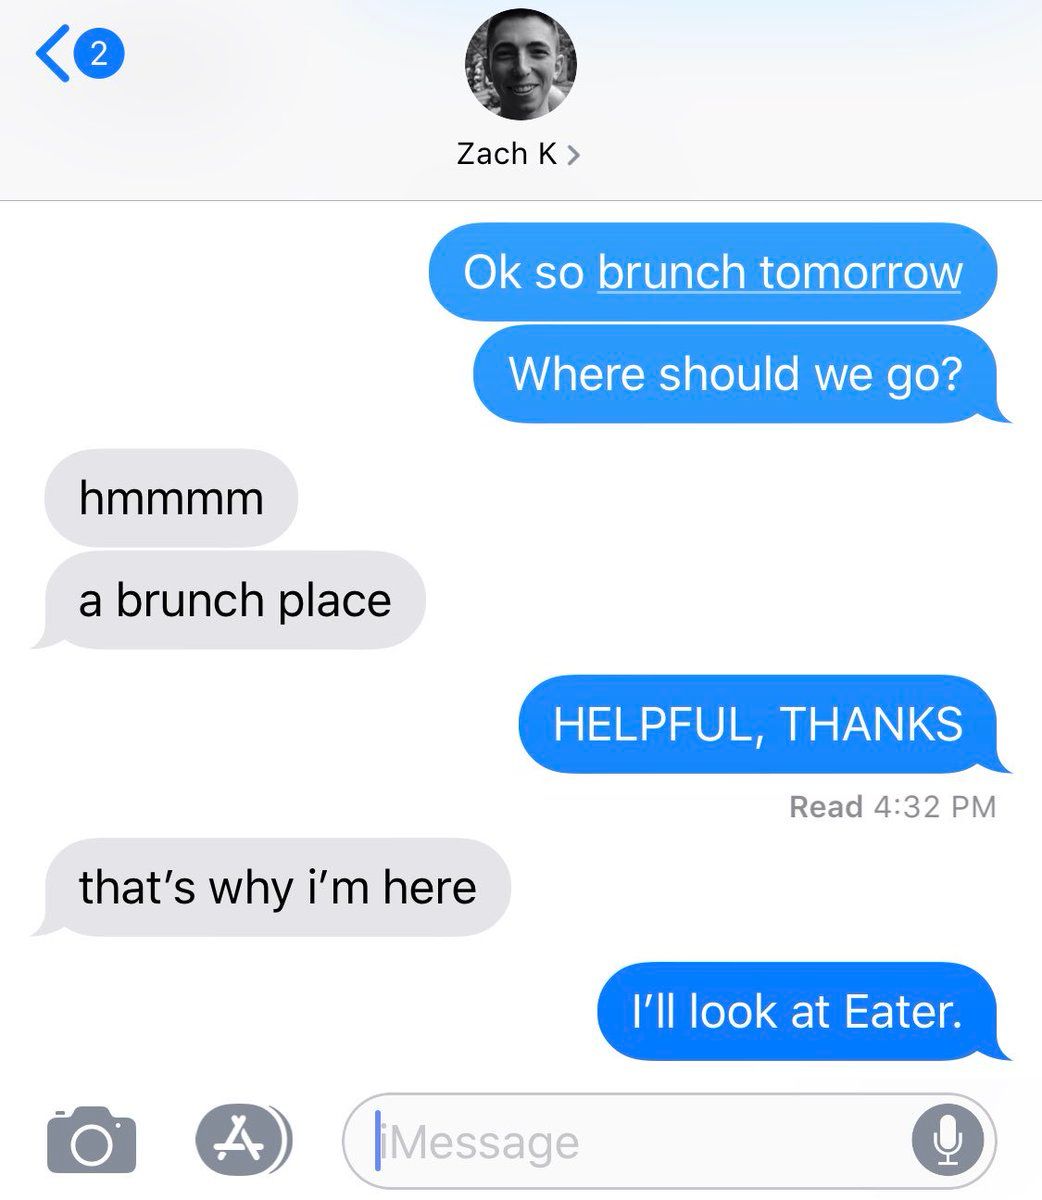 2
Zach K
Ok so brunch tomorrow
Where should we go?
hmmmm
a brunch place
HELPFUL, THANKS
Read 4:32 PM
that’s why i’m here
I’ll look at Eater.
iMessage